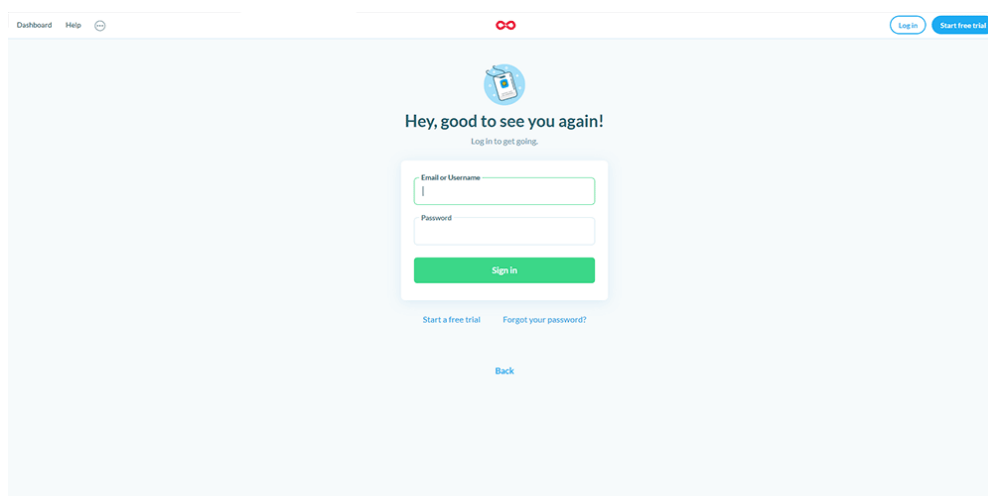 Dashboard Help Log in Start free trial
Hey, good to see you again!
Log in to get going.
Email or Username
Password
Sign in
Start a free trial Forgot your password?
Back